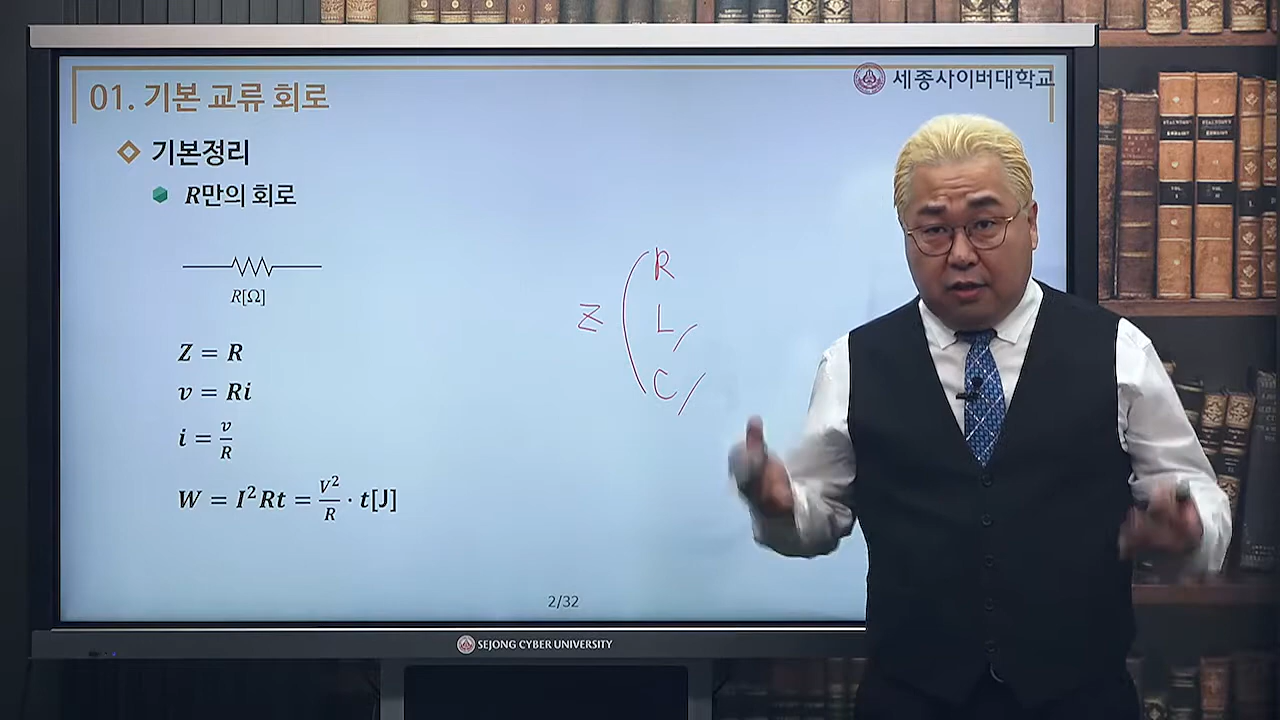 01. 기본 교류 회로
세종사이버대학교
기본정리
R만의 회로
R[Ω]
Z = R
v = Ri
i = v/R
W = I²Rt = V²/R · t[J]
Z
R
L
C
2/32
SEJONG CYBER UNIVERSITY